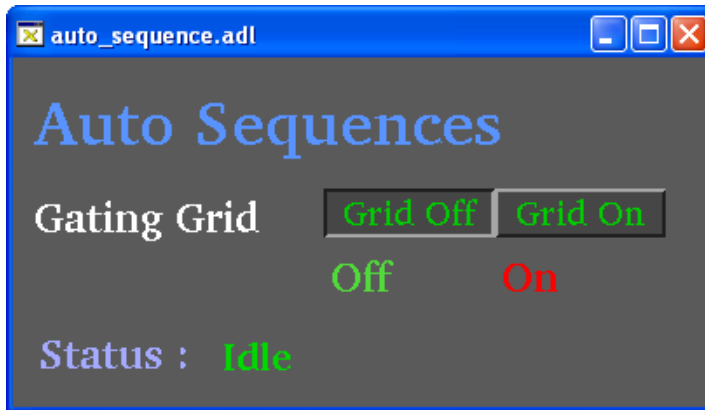 auto_sequence.adl
Auto Sequences
Gating Grid Grid Off Grid On
Off On
Status : Idle